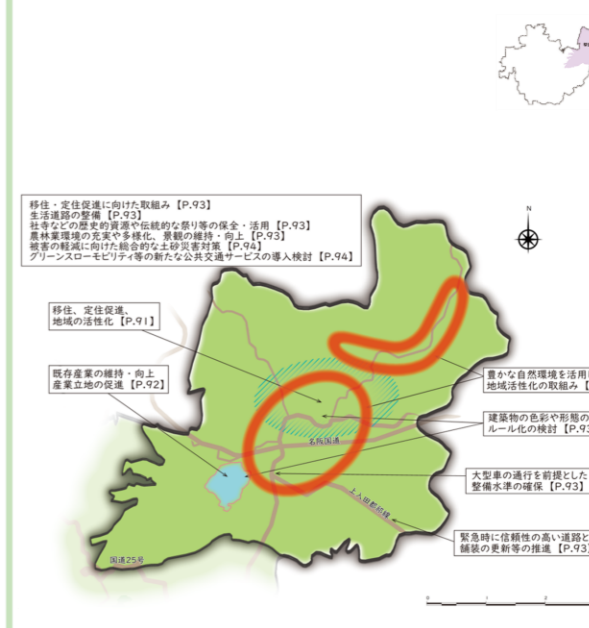 移住・定住促進に向けた取組み【P.93】
生活道路の整備【P.93】
社寺などの歴史的資源や伝統的な祭り等の保全・活用【P.93】
農林業環境の充実や多様化、景観の維持・向上【P.93】
被害の軽減に向けた総合的な土砂災害対策【P.94】
グリーンスローモビリティ等の新たな公共交通サービスの導入検討【P.94】
N
移住、定住促進、
地域の活性化【P.91】
既存産業の維持・向上
産業立地の促進【P.92】
豊かな自然環境を活用
地域活性化の取組み【P
建築物の色彩や形態の
ルール化の検討【P.93
名阪国道
大型車の通行を前提とした
整備水準の確保【P.93】
上入田都祁線
緊急時に信頼性の高い道路と
舗装の更新等の推進【P.93
国道25号
0 1 2